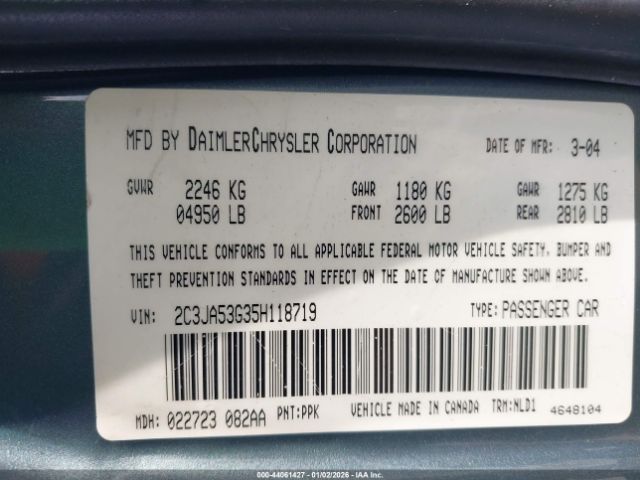 MFD BY DAIMLERCHRYSLER CORPORATION DATE OF MFR: 3-04
GVWR 2246 KG GAWR 1180 KG GAWR 1275 KG
04950 LB FRONT 2600 LB REAR 2810 LB
THIS VEHICLE CONFORMS TO ALL APPLICABLE FEDERAL MOTOR VEHICLE SAFETY, BUMPER AND
THEFT PREVENTION STANDARDS IN EFFECT ON THE DATE OF MANUFACTURE SHOWN ABOVE.
VIN: 2C3JA53G35H118719 TYPE: PASSENGER CAR
MDH: 022723 082AA PNT: PPK VEHICLE MADE IN CANADA TRM:NLD1 4648104
000-44061427 - 01/02/2026 - IAA Inc.